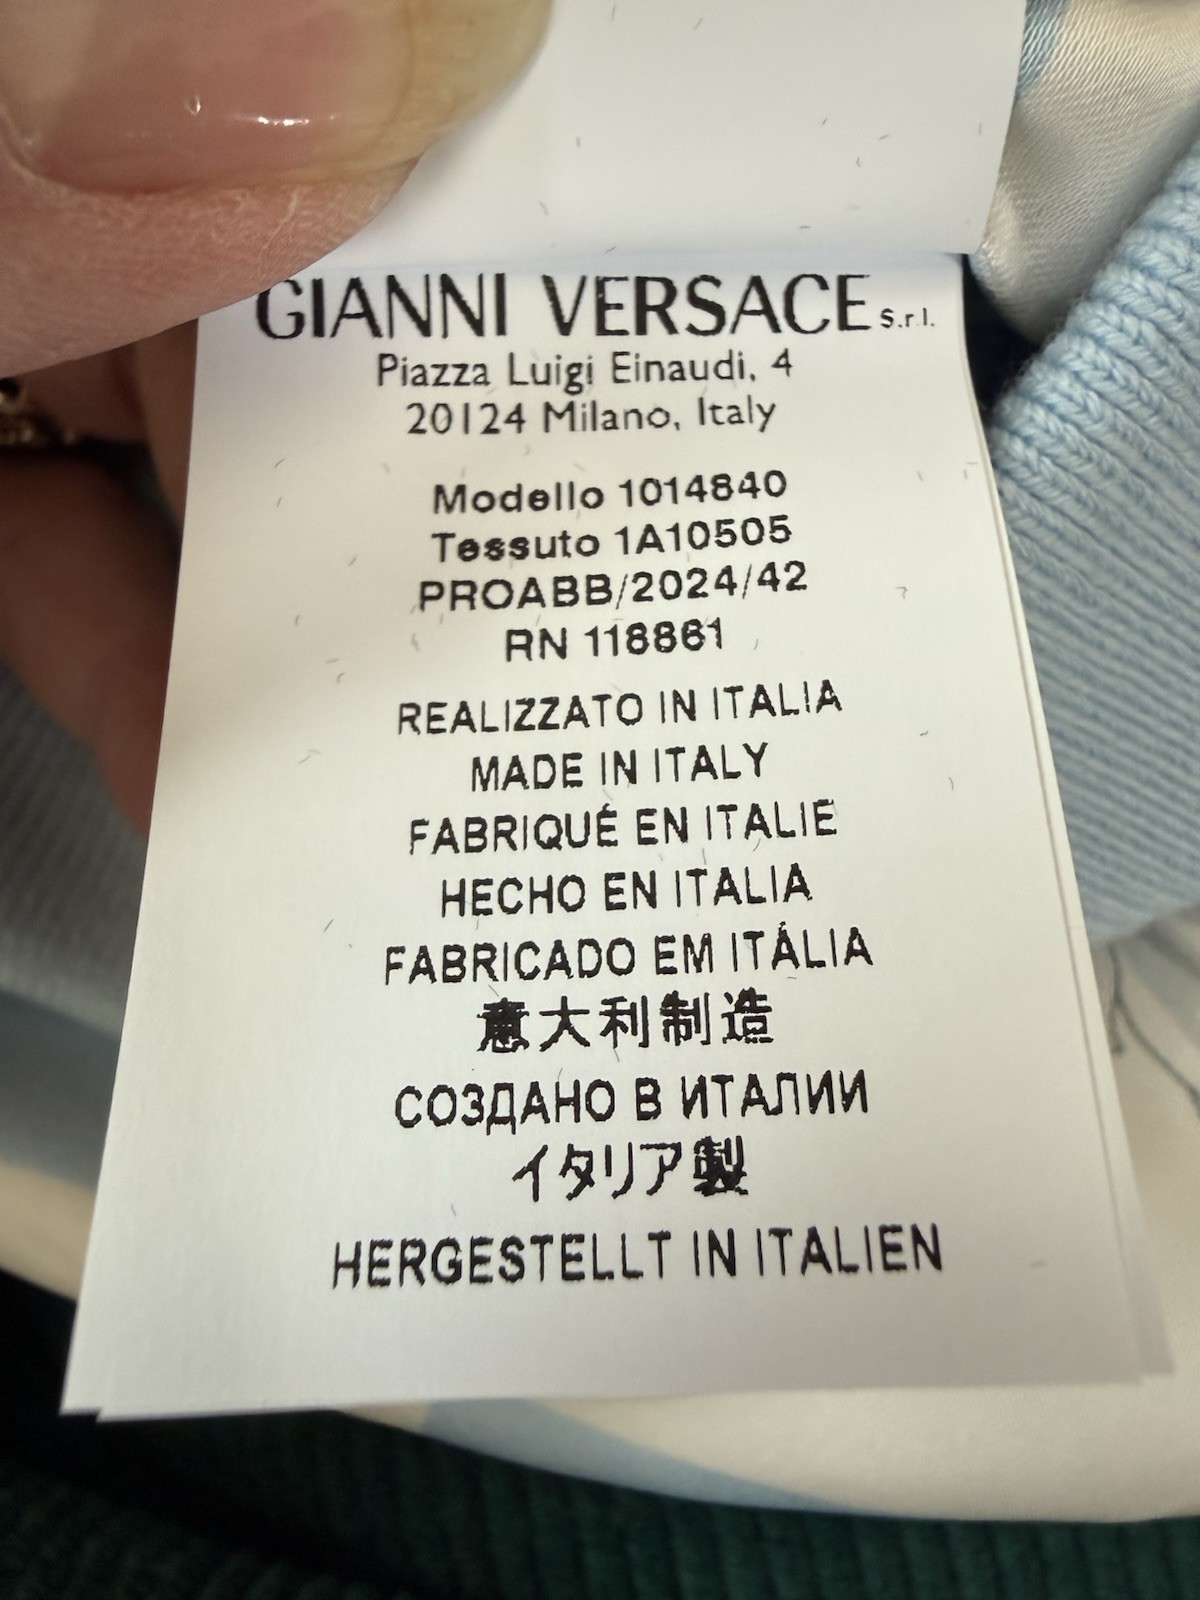 GIANNI VERSACE s.r.l.
Piazza Luigi Einaudi, 4
20124 Milano, Italy
Modello 1014840
Tessuto 1A10505
PROABB/2024/42
RN 118861
REALIZZATO IN ITALIA
MADE IN ITALY
FABRIQUÉ EN ITALIE
HECHO EN ITALIA
FABRICADO EM ITÁLIA
意大利制造
СОЗДАНО В ИТАЛИИ
イタリア製
HERGESTELLT IN ITALIEN